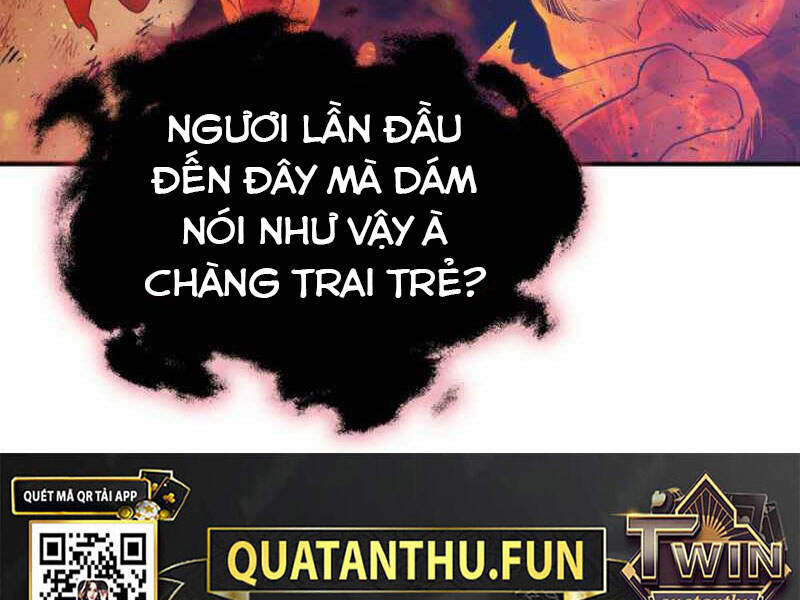 NGƯƠI LẦN ĐẦU
ĐẾN ĐÂY MÀ DÁM
NÓI NHƯ VẬY À
CHÀNG TRAI TRẺ?
QUÉT MÃ QR TẢI APP
QUATANTHU.FUN
TWIN
quatanthu